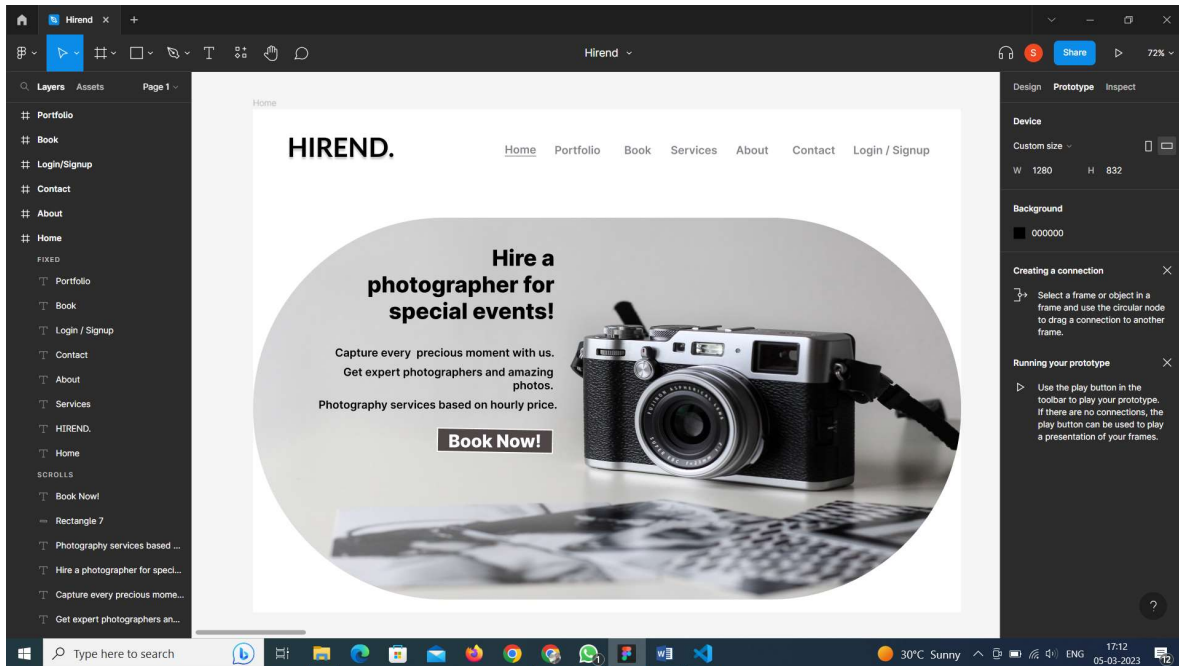 Hirend
Hirend
S
Share
72%
Layers Assets Page 1
Portfolio
Book
Login/Signup
Contact
About
Home
FIXED
Portfolio
Book
Login / Signup
Contact
About
Services
HIREND.
Home
SCROLLS
Book Now!
Rectangle 7
Photography services based ...
Hire a photographer for speci...
Capture every precious mome...
Get expert photographers an...
Home
HIREND.
Home Portfolio Book Services About Contact Login / Signup
Hire a
photographer for
special events!
Capture every precious moment with us.
Get expert photographers and amazing
photos.
Photography services based on hourly price.
Book Now!
Design Prototype Inspect
Device
Custom size
W 1280 H 832
Background
000000
Creating a connection
Select a frame or object in a
frame and use the circular node
to drag a connection to another
frame.
Running your prototype
Use the play button in the
toolbar to play your prototype.
If there are no connections, the
play button can be used to play
a presentation of your frames.
?
Type here to search
30°C Sunny
ENG
17:12
05-03-2023
12